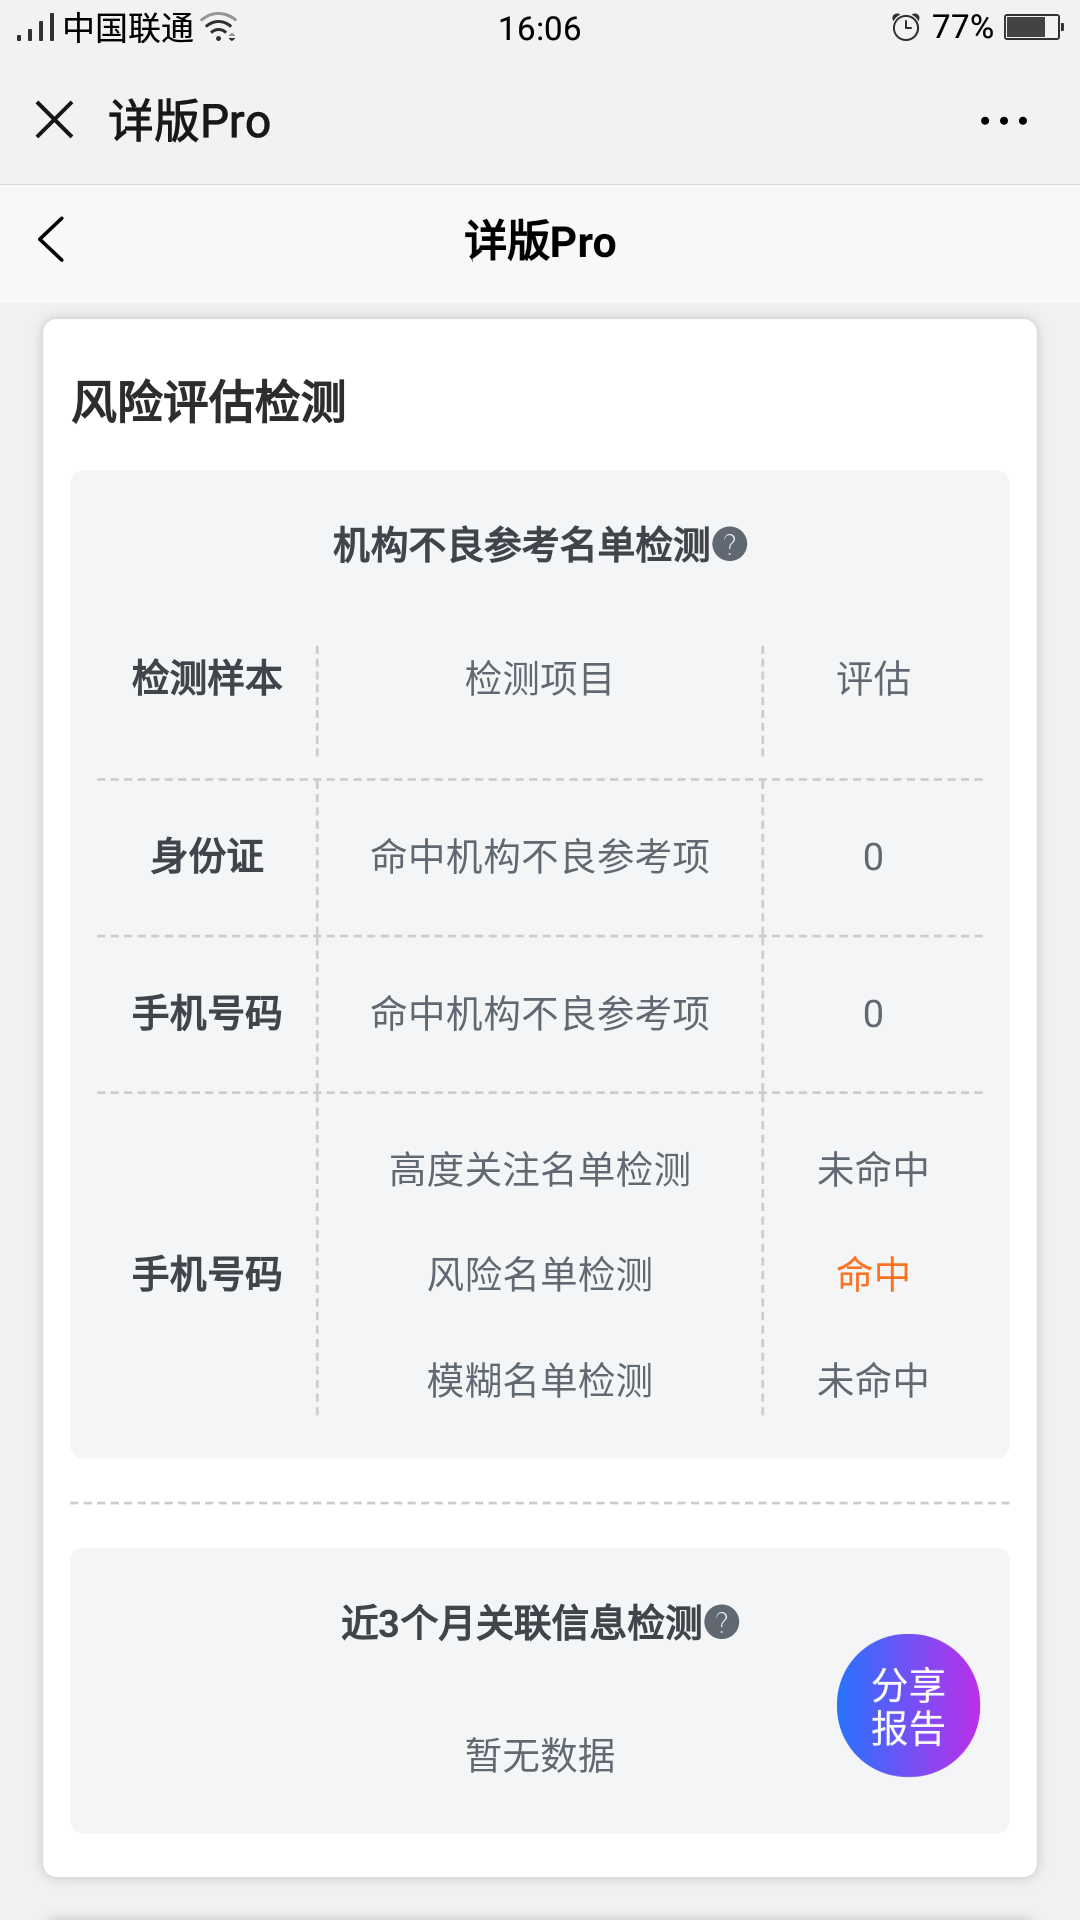 中国联通 16:06 77%
详版Pro
详版Pro
风险评估检测
机构不良参考名单检测?
检测样本 检测项目 评估
身份证 命中机构不良参考项 0
手机号码 命中机构不良参考项 0
高度关注名单检测 未命中
手机号码 风险名单检测 命中
模糊名单检测 未命中
近3个月关联信息检测?
分享
报告
暂无数据